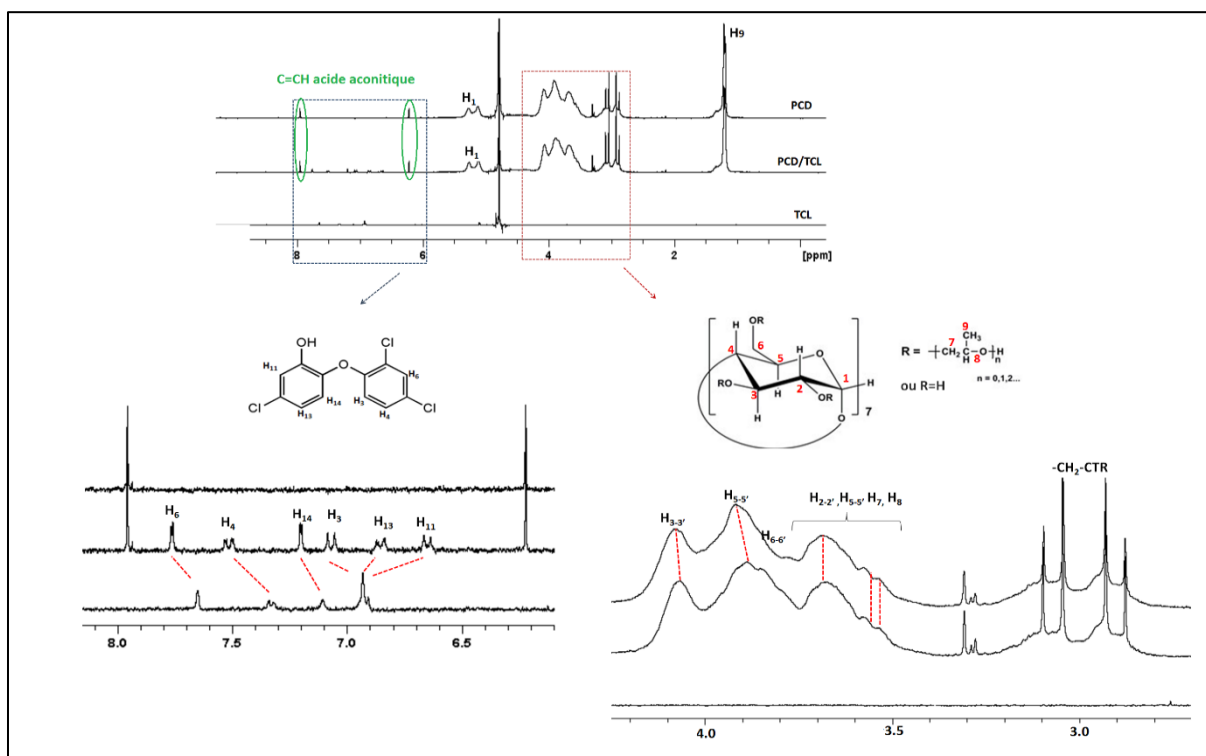 H9
C=CH acide aconitique
H1
PCD
H1
PCD/TCL
TCL
8
6
4
2
[ppm]
OH
Cl
H11
O
H6
Cl
H13
H14
H3
Cl
H4
OR
H
6
4
H
O
5
1
RO
2
H
3
H
OR
H
O
7
R =
9
CH3
7
CH2
C
O
H
H
8
n
ou R=H
n = 0,1,2...
H6
H4
H14
H3
H13
H11
8.0
7.5
7.0
6.5
-CH2-CTR
H3-3'
H5-5'
H6-6'
H2-2' ,H5-5' H7, H8
4.0
3.5
3.0